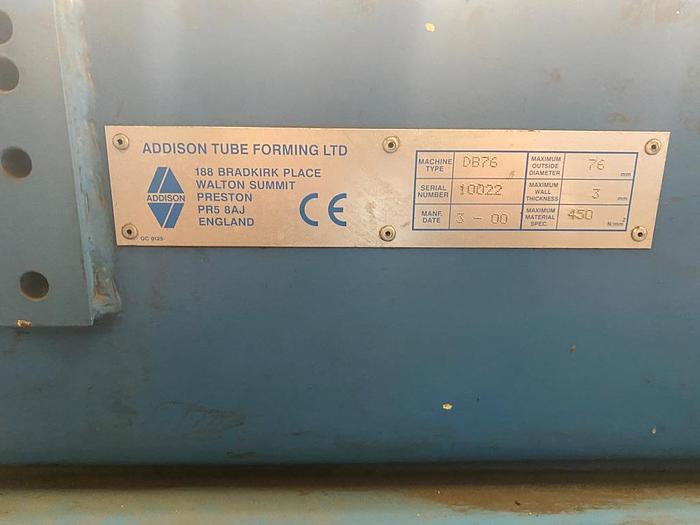 ADDISON TUBE FORMING LTD
188 BRADKIRK PLACE
WALTON SUMMIT
PRESTON
PR5 8AJ
ENGLAND
ADDISON
QC 0125
CE
MACHINE TYPE DB76
SERIAL NUMBER 10022
MANF. DATE 3 - 00
MAXIMUM OUTSIDE DIAMETER 76 mm
MAXIMUM WALL THICKNESS 3 mm
MAXIMUM MATERIAL SPEC. 450 N/mm²